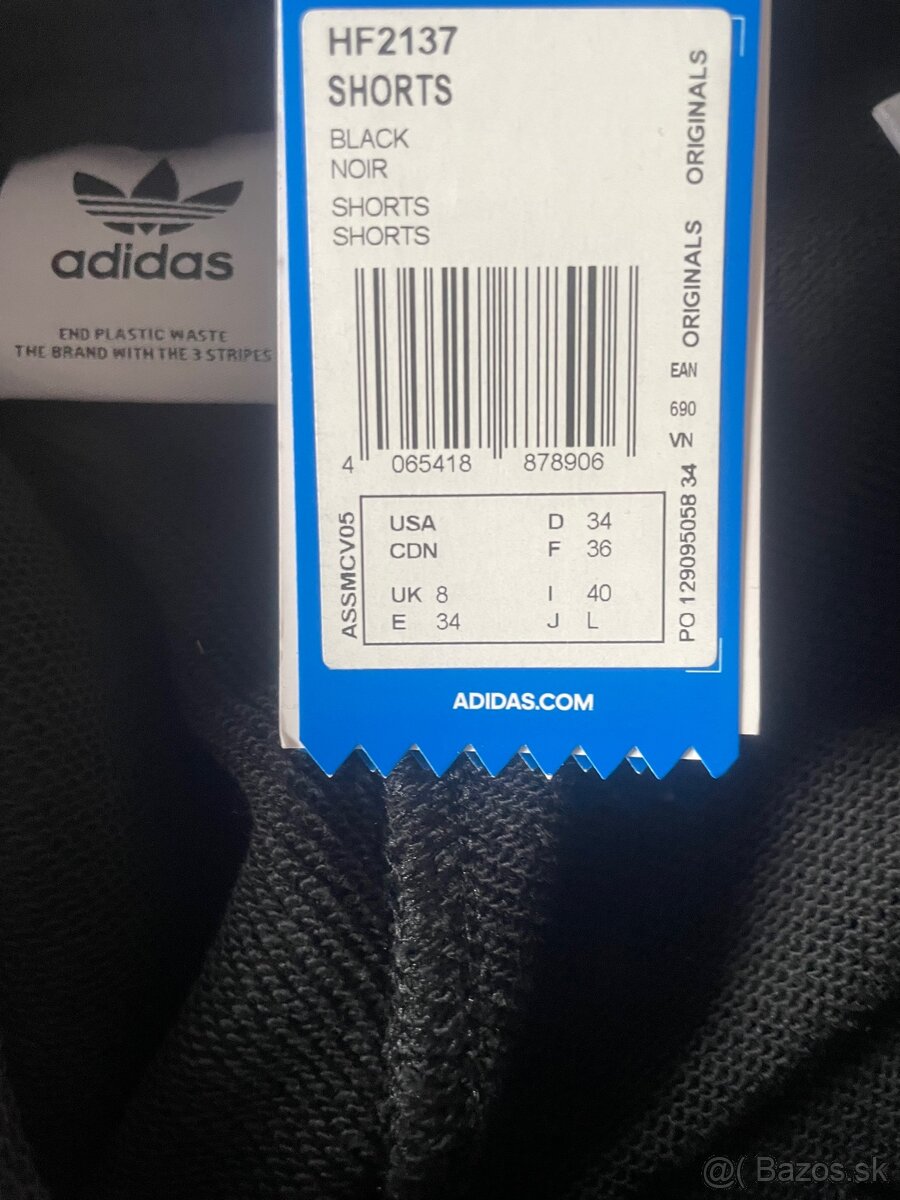 HF2137
SHORTS
BLACK
NOIR
SHORTS
SHORTS
ORIGINALS
ORIGINALS
EAN
690
VN
PO 129095058 34
4 065418 878906
ASSMCV05
USA D 34
CDN F 36
UK 8 I 40
E 34 J L
ADIDAS.COM
adidas
END PLASTIC WASTE
THE BRAND WITH THE 3 STRIPES
@( Bazos.sk